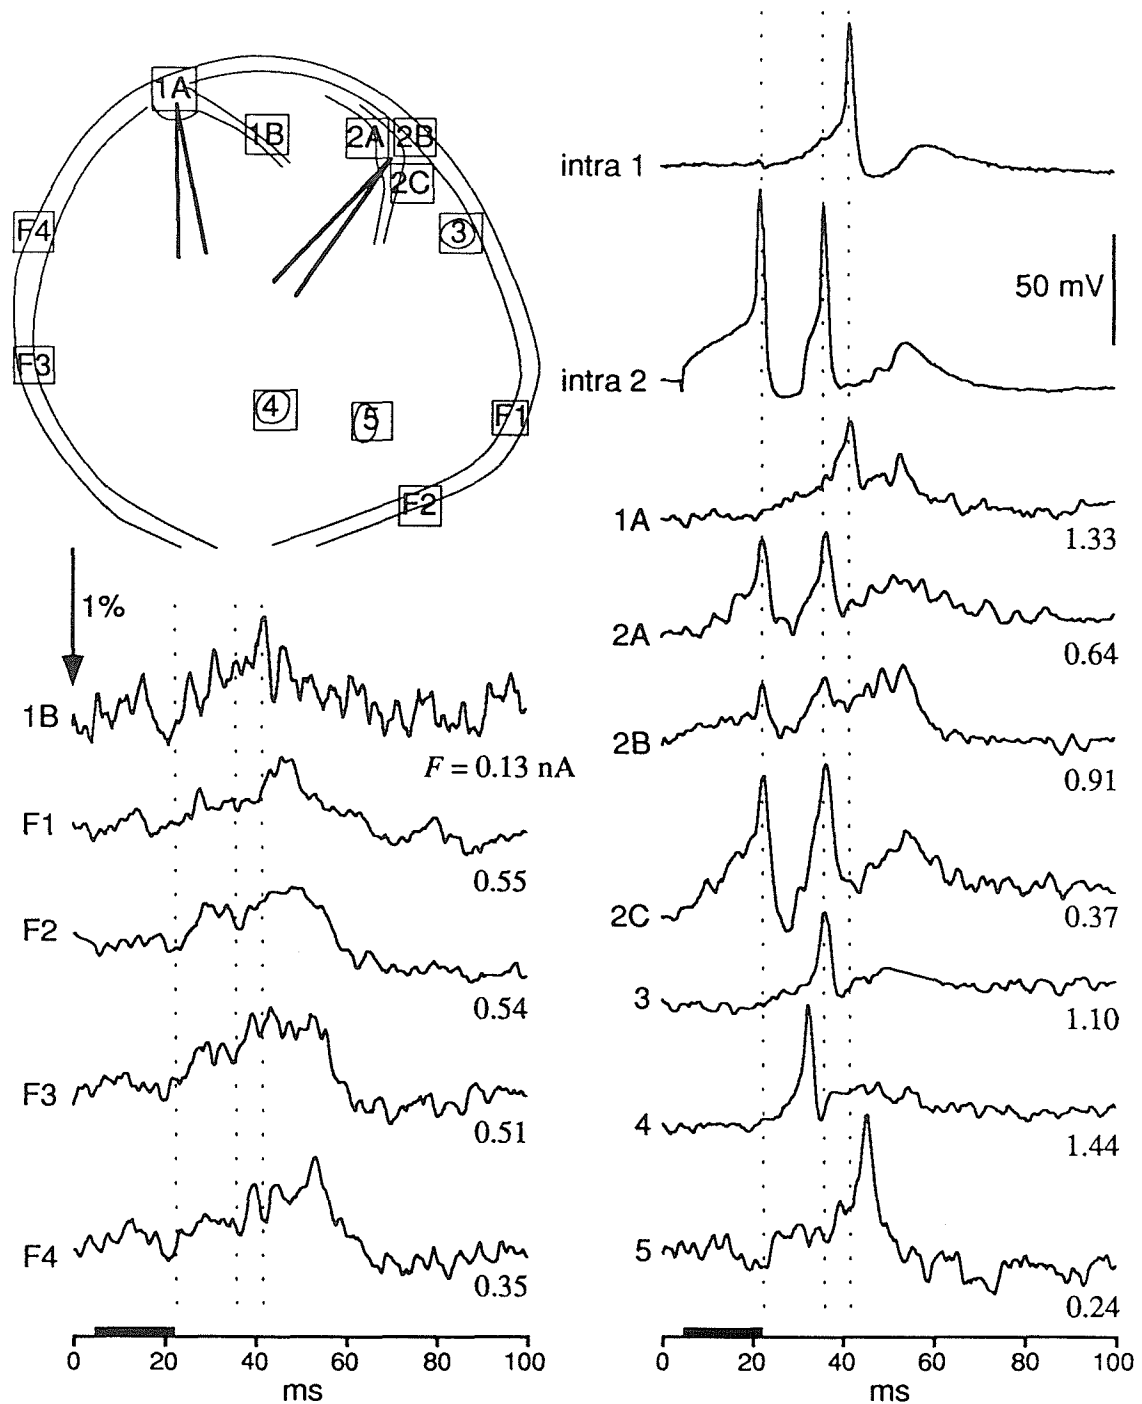 1A
1B
2A
2B
2C
3
F4
F3
4
5
F1
F2
1%
1B
F = 0.13 nA
F1
0.55
F2
0.54
F3
0.51
F4
0.35
0 20 40 60 80 100
ms
intra 1
50 mV
intra 2
1A
1.33
2A
0.64
2B
0.91
2C
0.37
3
1.10
4
1.44
5
0.24
0 20 40 60 80 100
ms